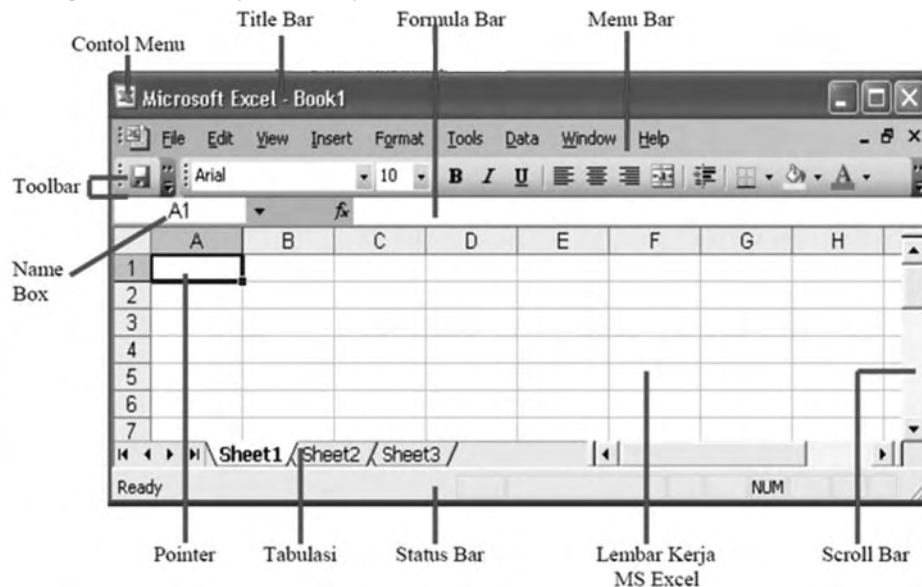 Title Bar Formula Bar Menu Bar
Contol Menu
Microsoft Excel - Book1
File Edit View Insert Format Tools Data Window Help
Arial 10 B I U A
Toolbar
A1 fx
A B C D E F G H
Name
Box
1
2
3
4
5
6
7
Sheet1 Sheet2 Sheet3
Ready NUM
Pointer Tabulasi Status Bar Lembar Kerja
MS Excel Scroll Bar